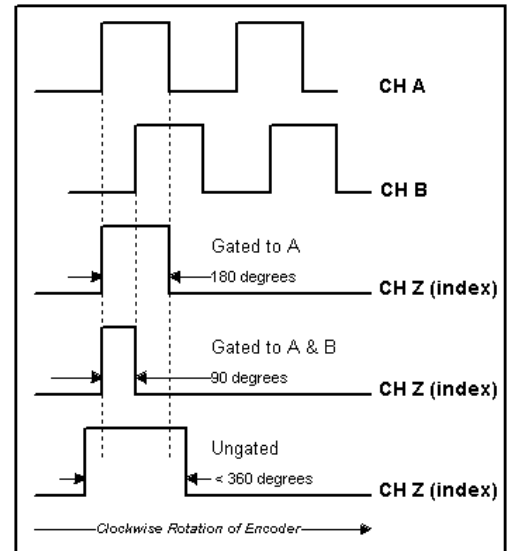 CH A
CH B
Gated to A
180 degrees
CH Z (index)
Gated to A & B
90 degrees
CH Z (index)
Ungated
< 360 degrees
CH Z (index)
Clockwise Rotation of Encoder